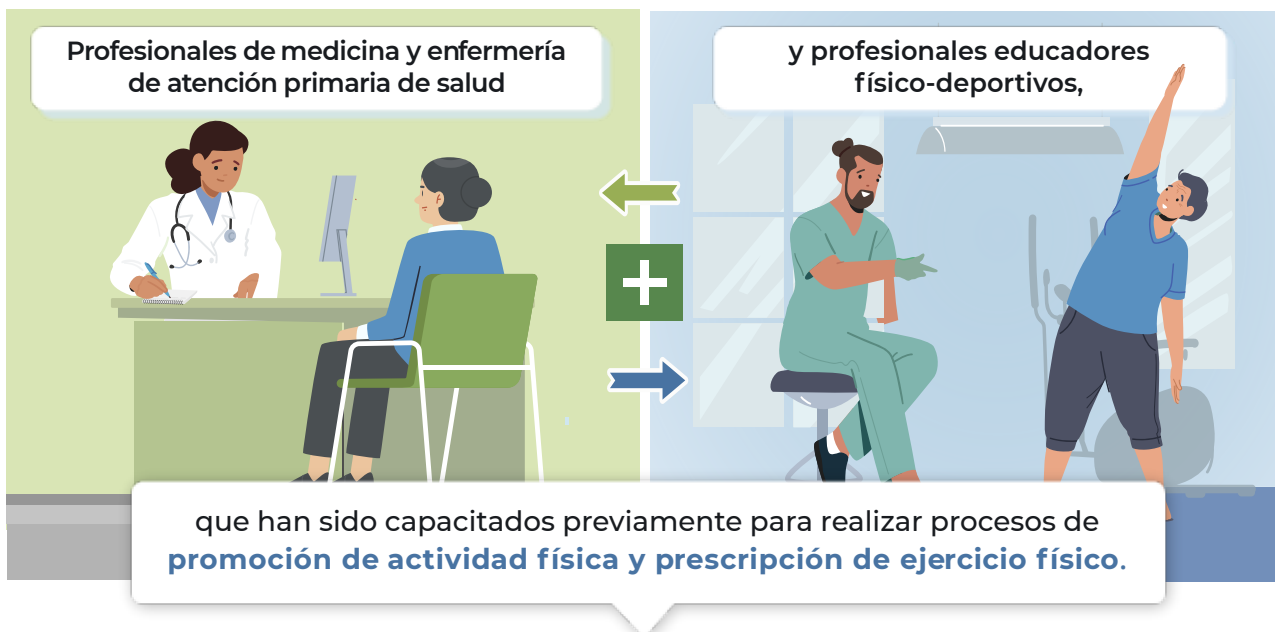 Profesionales de medicina y enfermería
de atención primaria de salud
y profesionales educadores
físico-deportivos,
que han sido capacitados previamente para realizar procesos de
promoción de actividad física y prescripción de ejercicio físico.